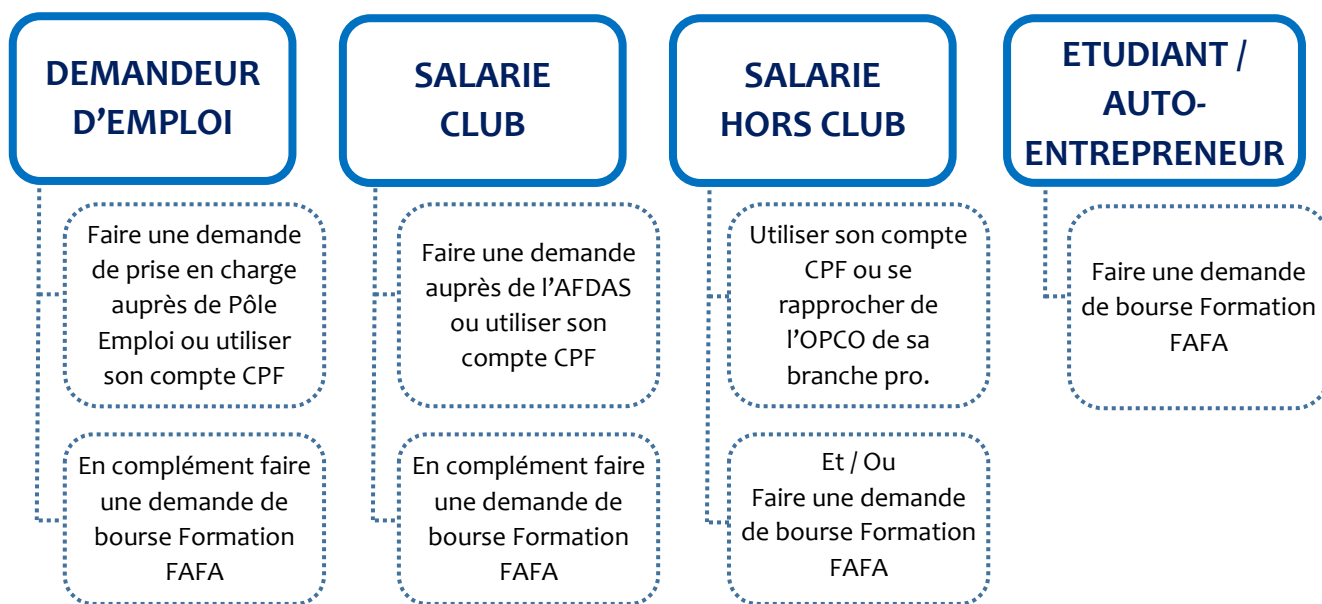 DEMANDEUR
D’EMPLOI
Faire une demande
de prise en charge
auprès de Pôle
Emploi ou utiliser
son compte CPF
En complément faire
une demande de
bourse Formation
FAFA
SALARIE
CLUB
Faire une demande
auprès de l’AFDAS
ou utiliser son
compte CPF
En complément faire
une demande de
bourse Formation
FAFA
SALARIE
HORS CLUB
Utiliser son compte
CPF ou se
rapprocher de
l’OPCO de sa
branche pro.
Et / Ou
Faire une demande
de bourse Formation
FAFA
ETUDIANT /
AUTO-
ENTREPRENEUR
Faire une demande
de bourse Formation
FAFA